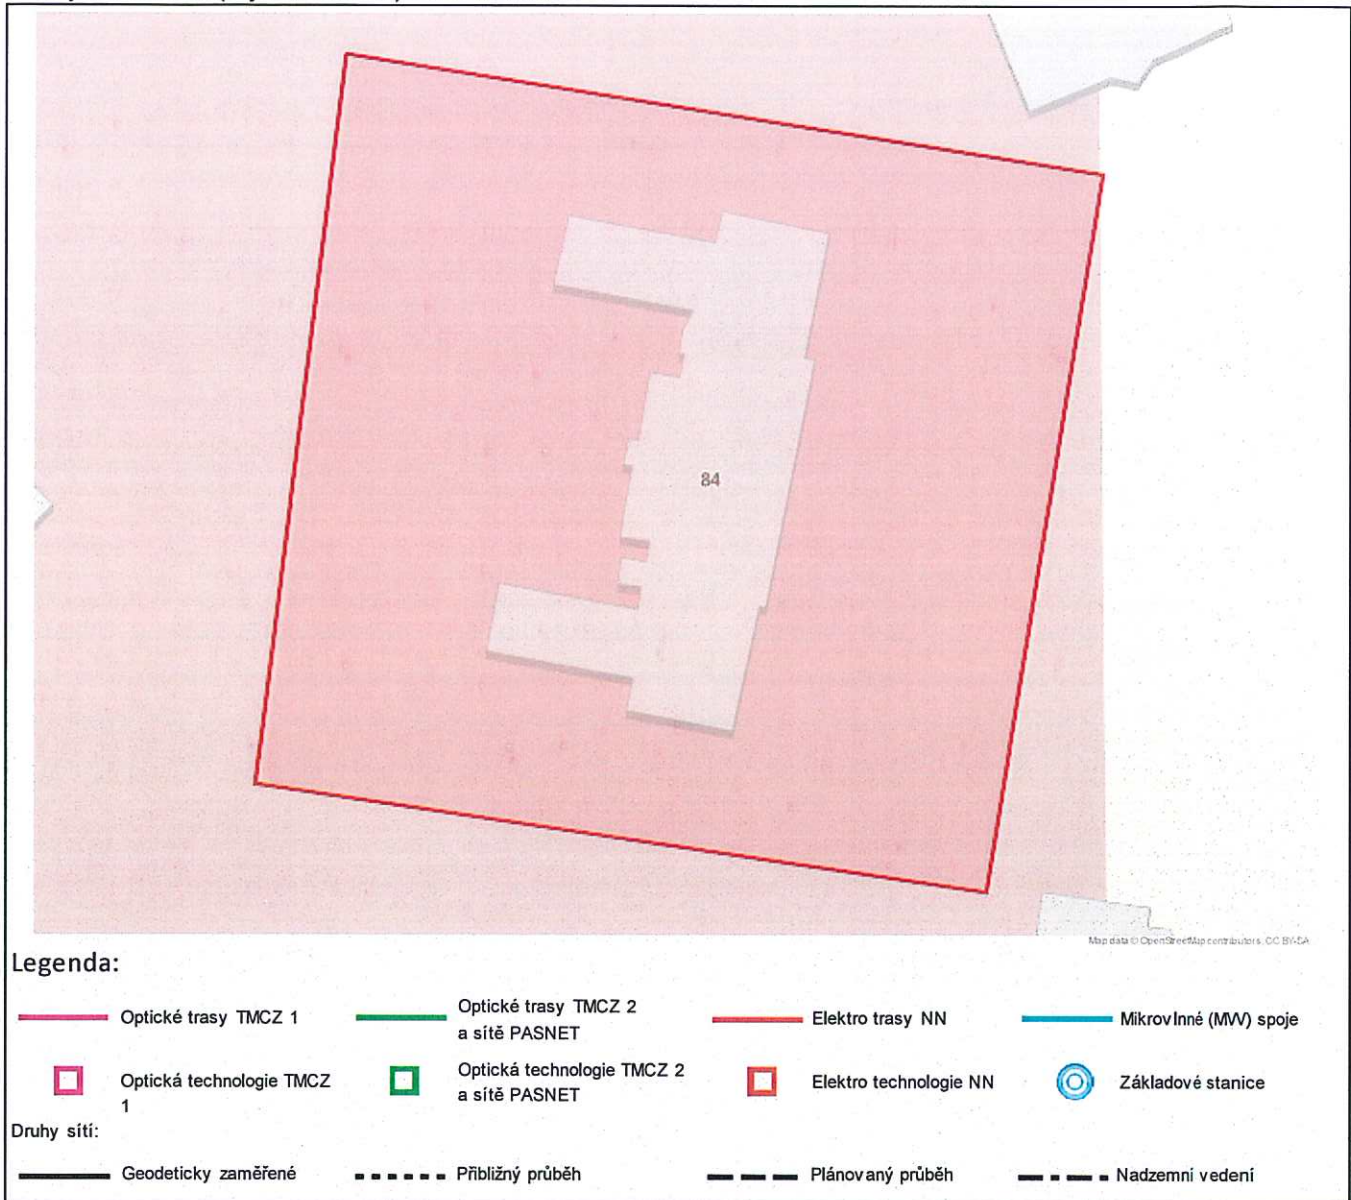 84
Map data © OpenStreetMap contributors, CC BY-SA
Legenda:
Optické trasy TMCZ 1
Optické trasy TMCZ 2
a sítě PASNET
Elektro trasy NN
Mikrovlnné (MW) spoje
Optická technologie TMCZ
1
Optická technologie TMCZ 2
a sítě PASNET
Elektro technologie NN
Základové stanice
Druhy sítí:
Geodeticky zaměřené
Přibližný průběh
Plánovaný průběh
Nadzemní vedení